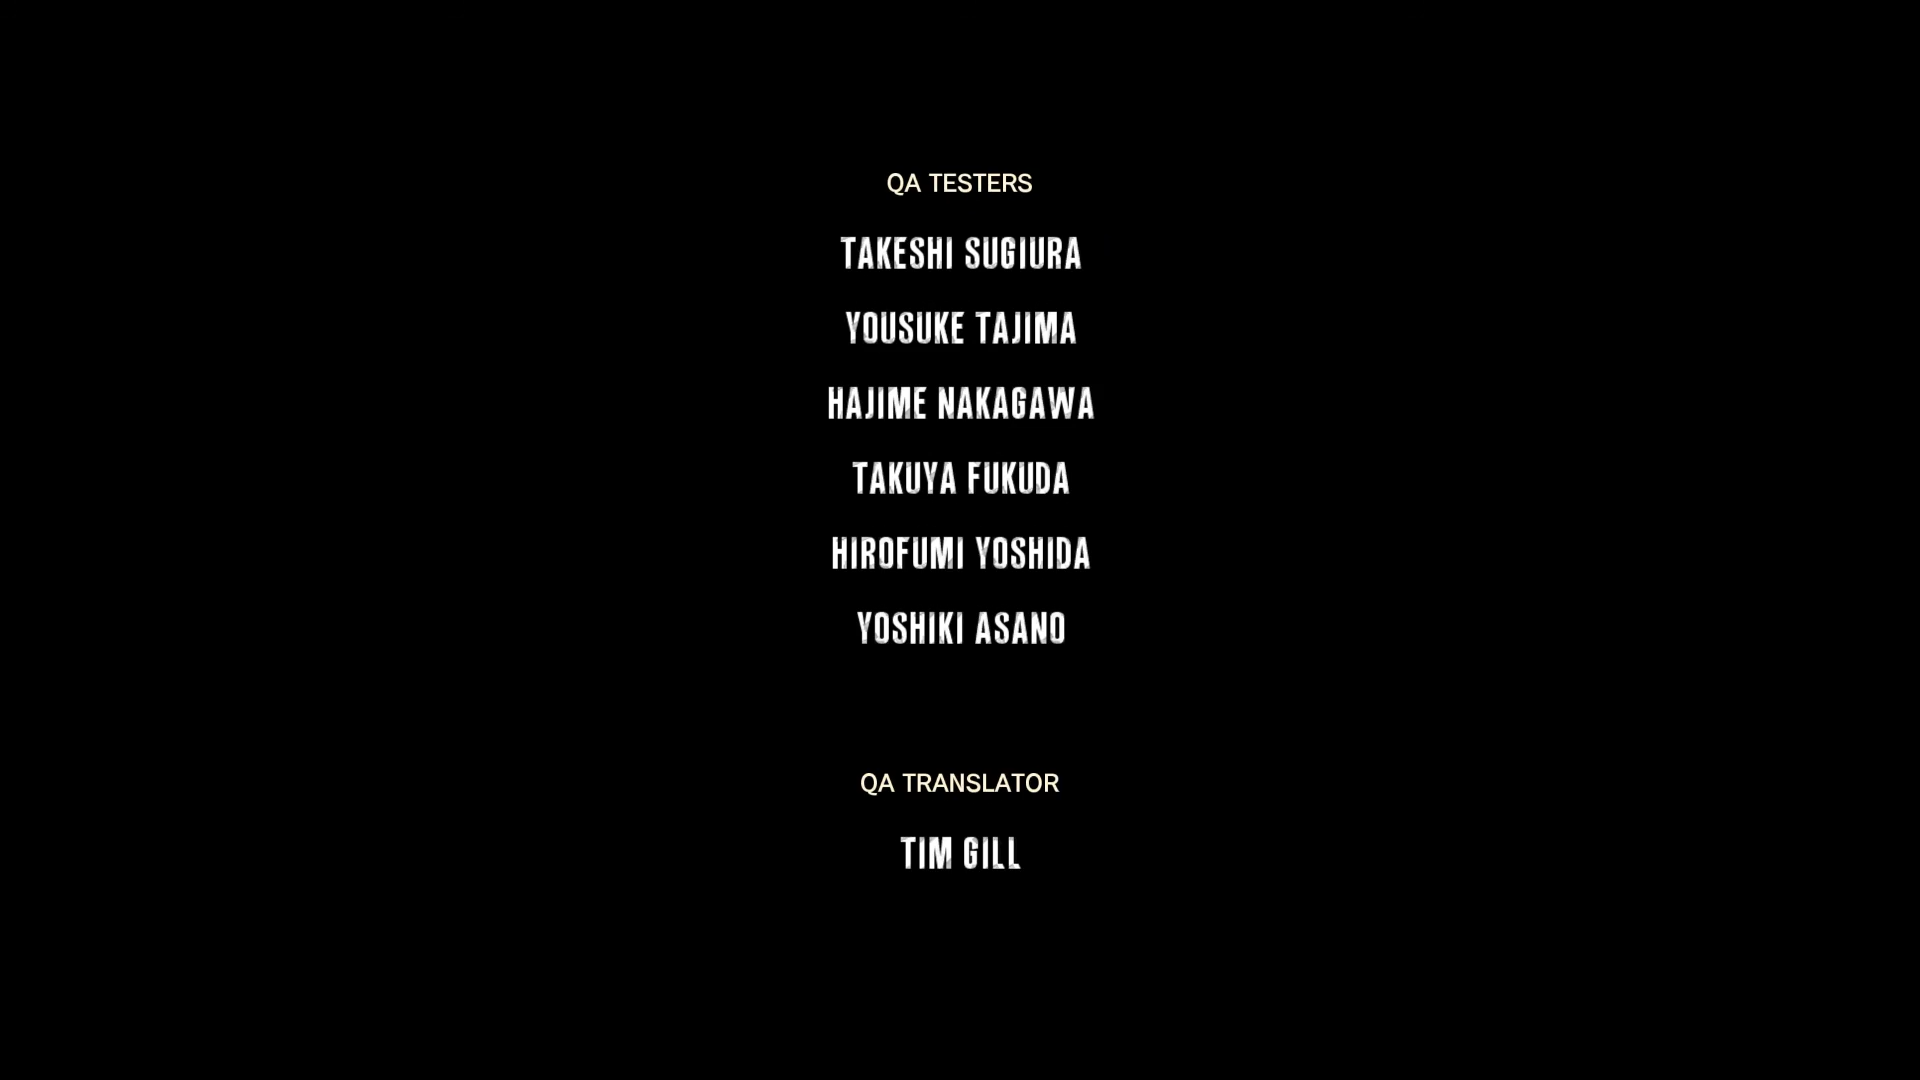 QA TESTERS
TAKESHI SUGIURA
YOUSUKE TAJIMA
HAJIME NAKAGAWA
TAKUYA FUKUDA
HIROFUMI YOSHIDA
YOSHIKI ASANO
QA TRANSLATOR
TIM GILL